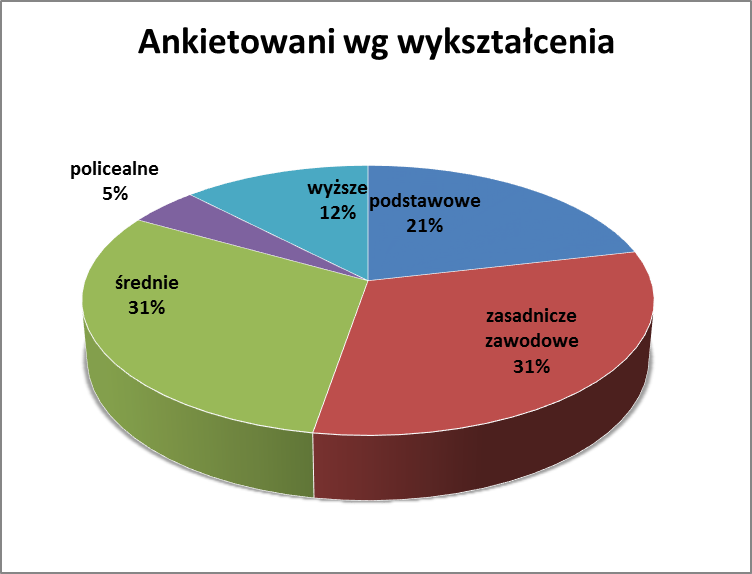 Ankietowani wg wykształcenia
policealne
5%
wyższe
12%
podstawowe
21%
średnie
31%
zasadnicze
zawodowe
31%